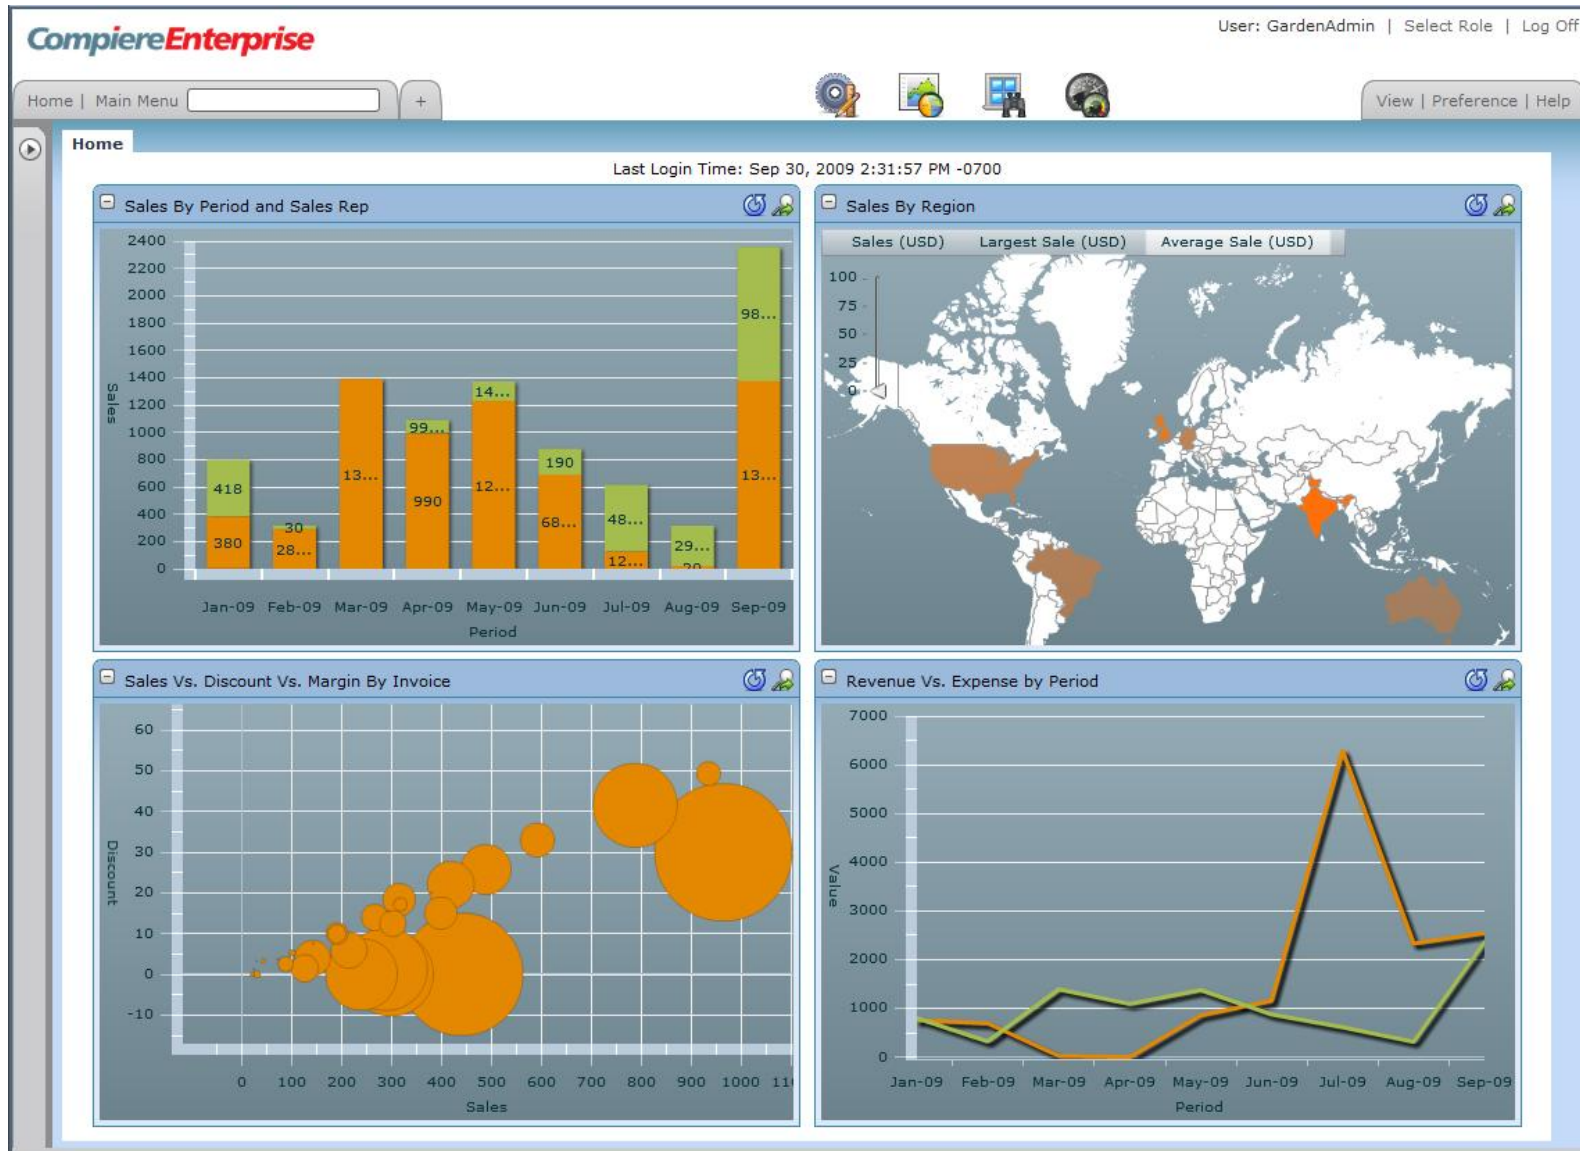 CompiereEnterprise
User: GardenAdmin | Select Role | Log Off
Home | Main Menu
+
View | Preference | Help
Home
Last Login Time: Sep 30, 2009 2:31:57 PM -0700
Sales By Period and Sales Rep
2400
2200
2000
1800
1600
1400
1200
1000
800
600
400
200
0
Sales
418
380
30
28...
13...
99...
990
14...
12...
190
68...
48...
12...
29...
20
98...
13...
Jan-09 Feb-09 Mar-09 Apr-09 May-09 Jun-09 Jul-09 Aug-09 Sep-09
Period
Sales By Region
Sales (USD) Largest Sale (USD) Average Sale (USD)
100
75
50
25
0
Sales Vs. Discount Vs. Margin By Invoice
60
50
40
30
20
10
0
-10
Discount
0 100 200 300 400 500 600 700 800 900 1000 11
Sales
Revenue Vs. Expense by Period
7000
6000
5000
4000
3000
2000
1000
0
Value
Jan-09 Feb-09 Mar-09 Apr-09 May-09 Jun-09 Jul-09 Aug-09 Sep-09
Period